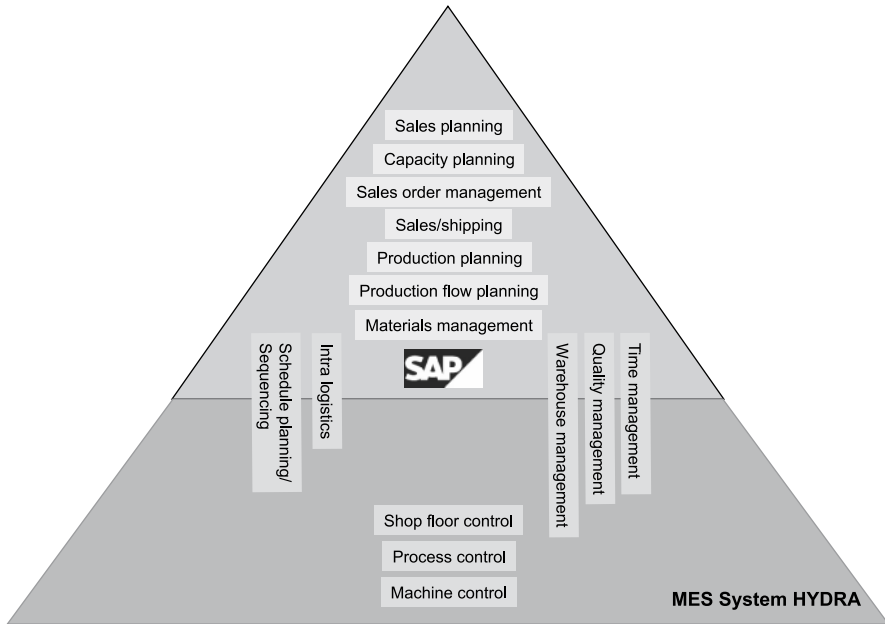 Sales planning
Capacity planning
Sales order management
Sales/shipping
Production planning
Production flow planning
Materials management
Schedule planning/
Sequencing
Intra logistics
SAP
Warehouse management
Quality management
Time management
Shop floor control
Process control
Machine control
MES System HYDRA